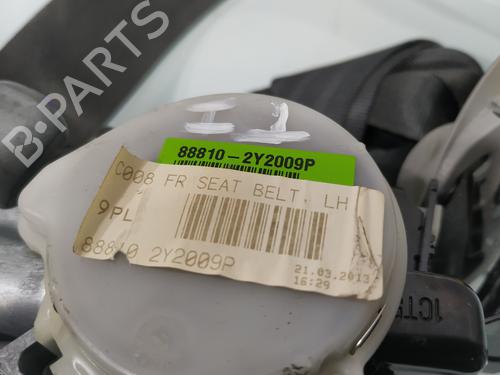 B-PARTS
88810-2Y2009P
C008 FR SEAT BELT, LH
9PL
88810 2Y2009P
21.03.2013
16:29